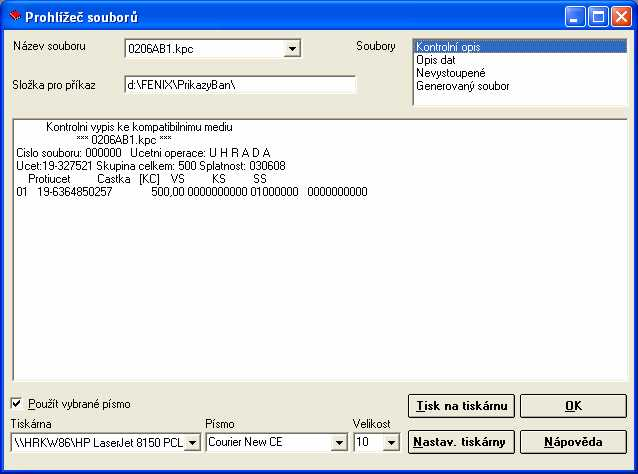 Prohlížeč souborů
Název souboru 0206AB1.kpc Soubory
Kontrolní opis
Opis dat
Nevystoupené
Generovaný soubor
Složka pro příkaz d:\FENIX\PrikazyBan\
Kontrolni vypis ke kompatibilnimu mediu
*** 0206AB1.kpc ***
Cislo souboru: 000000 Ucetni operace: U H R A D A
Ucet:19-327521 Skupina celkem: 500 Splatnost: 030608
Protiucet Castka [KC] VS KS SS
01 19-6364850257 500,00 0000000000 01000000 0000000000
Použít vybrané písmo
Tiskárna Písmo Velikost
\\HRKW86\HP LaserJet 8150 PCL Courier New CE 10
Tisk na tiskárnu OK
Nastav. tiskárny Nápověda